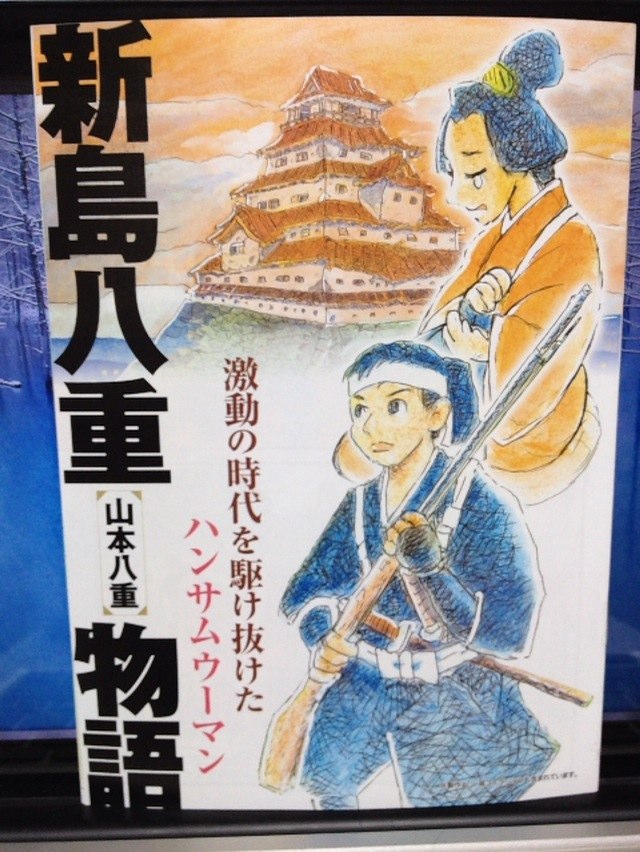 新島八重
【山本八重】
物語
激動の時代を駆け抜けた
ハンサムウーマン